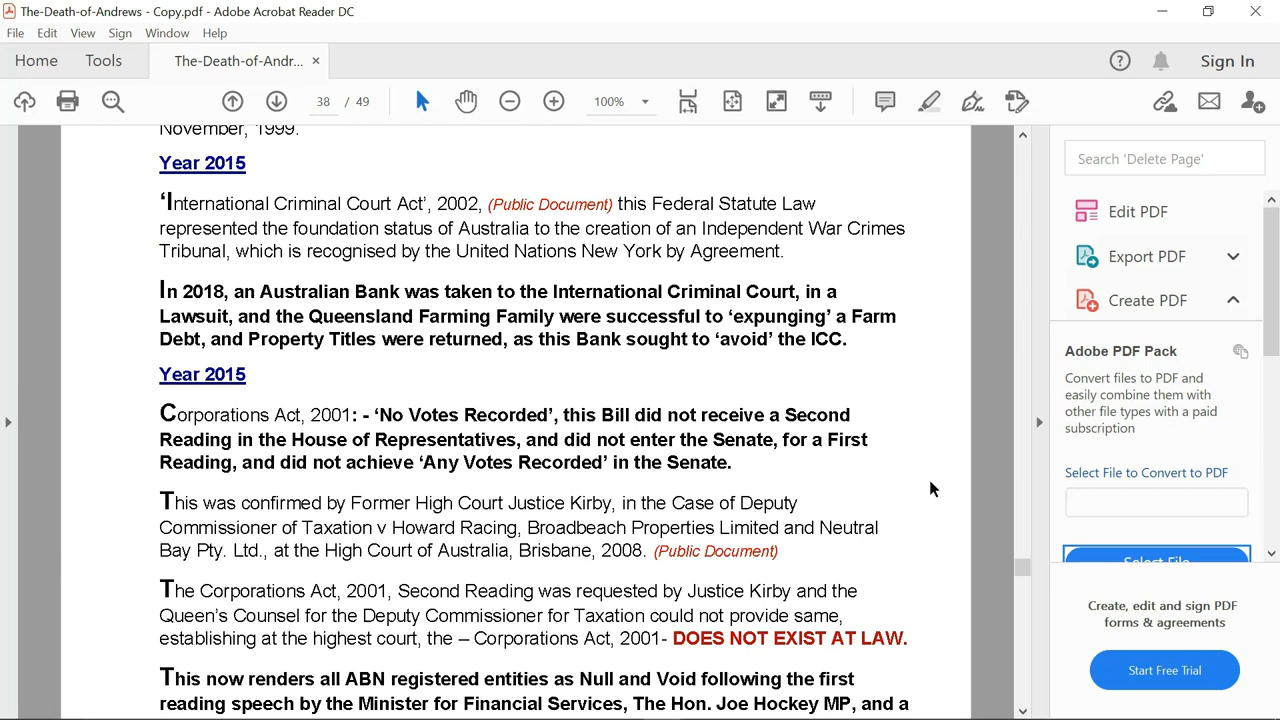 The-Death-of-Andrews - Copy.pdf - Adobe Acrobat Reader DC
File Edit View Sign Window Help
Home Tools The-Death-of-Andr... × Sign In
38 / 49 100%
November, 1999.
Year 2015
‘International Criminal Court Act’, 2002, (Public Document) this Federal Statute Law
represented the foundation status of Australia to the creation of an Independent War Crimes
Tribunal, which is recognised by the United Nations New York by Agreement.
In 2018, an Australian Bank was taken to the International Criminal Court, in a
Lawsuit, and the Queensland Farming Family were successful to ‘expunging’ a Farm
Debt, and Property Titles were returned, as this Bank sought to ‘avoid’ the ICC.
Year 2015
Corporations Act, 2001: - ‘No Votes Recorded’, this Bill did not receive a Second
Reading in the House of Representatives, and did not enter the Senate, for a First
Reading, and did not achieve ‘Any Votes Recorded’ in the Senate.
This was confirmed by Former High Court Justice Kirby, in the Case of Deputy
Commissioner of Taxation v Howard Racing, Broadbeach Properties Limited and Neutral
Bay Pty. Ltd., at the High Court of Australia, Brisbane, 2008. (Public Document)
The Corporations Act, 2001, Second Reading was requested by Justice Kirby and the
Queen’s Counsel for the Deputy Commissioner for Taxation could not provide same,
establishing at the highest court, the – Corporations Act, 2001- DOES NOT EXIST AT LAW.
This now renders all ABN registered entities as Null and Void following the first
reading speech by the Minister for Financial Services, The Hon. Joe Hockey MP, and a
Search 'Delete Page'
Edit PDF
Export PDF
Create PDF
Adobe PDF Pack
Convert files to PDF and
easily combine them with
other file types with a paid
subscription
Select File to Convert to PDF
Select File
Create, edit and sign PDF
forms & agreements
Start Free Trial